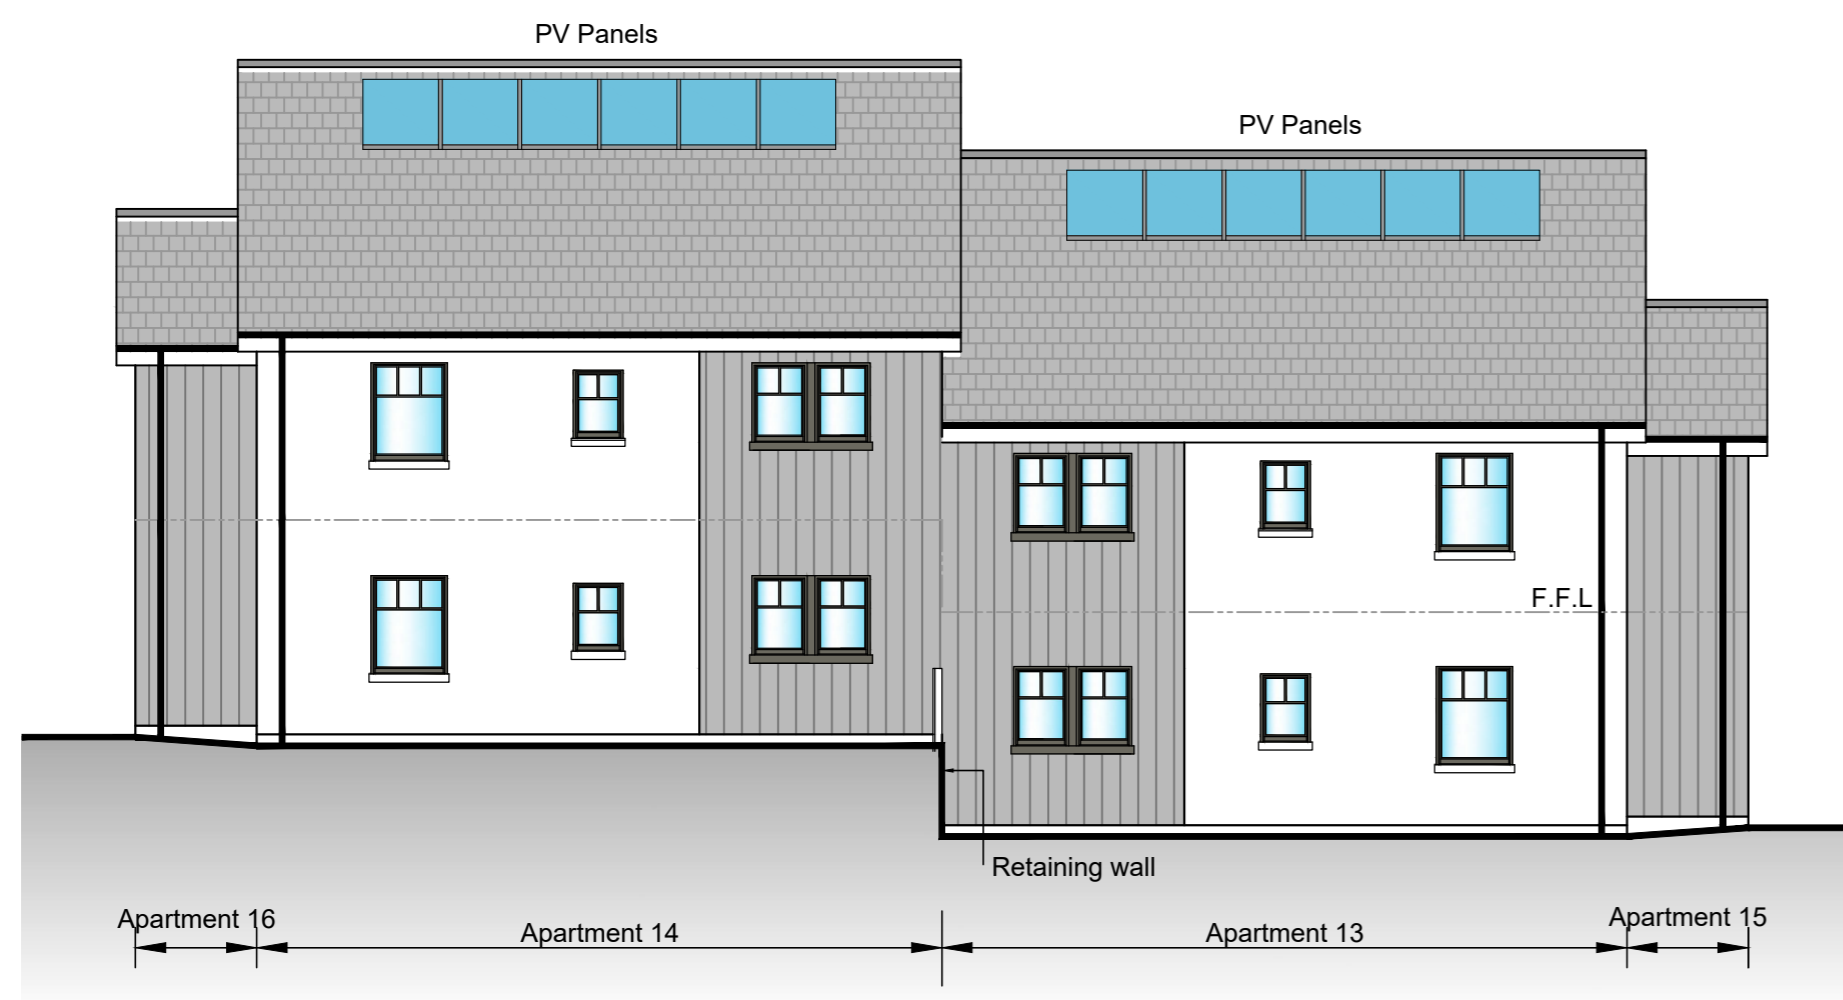 PV Panels
PV Panels
F.F.L
Retaining wall
Apartment 16
Apartment 14
Apartment 13
Apartment 15